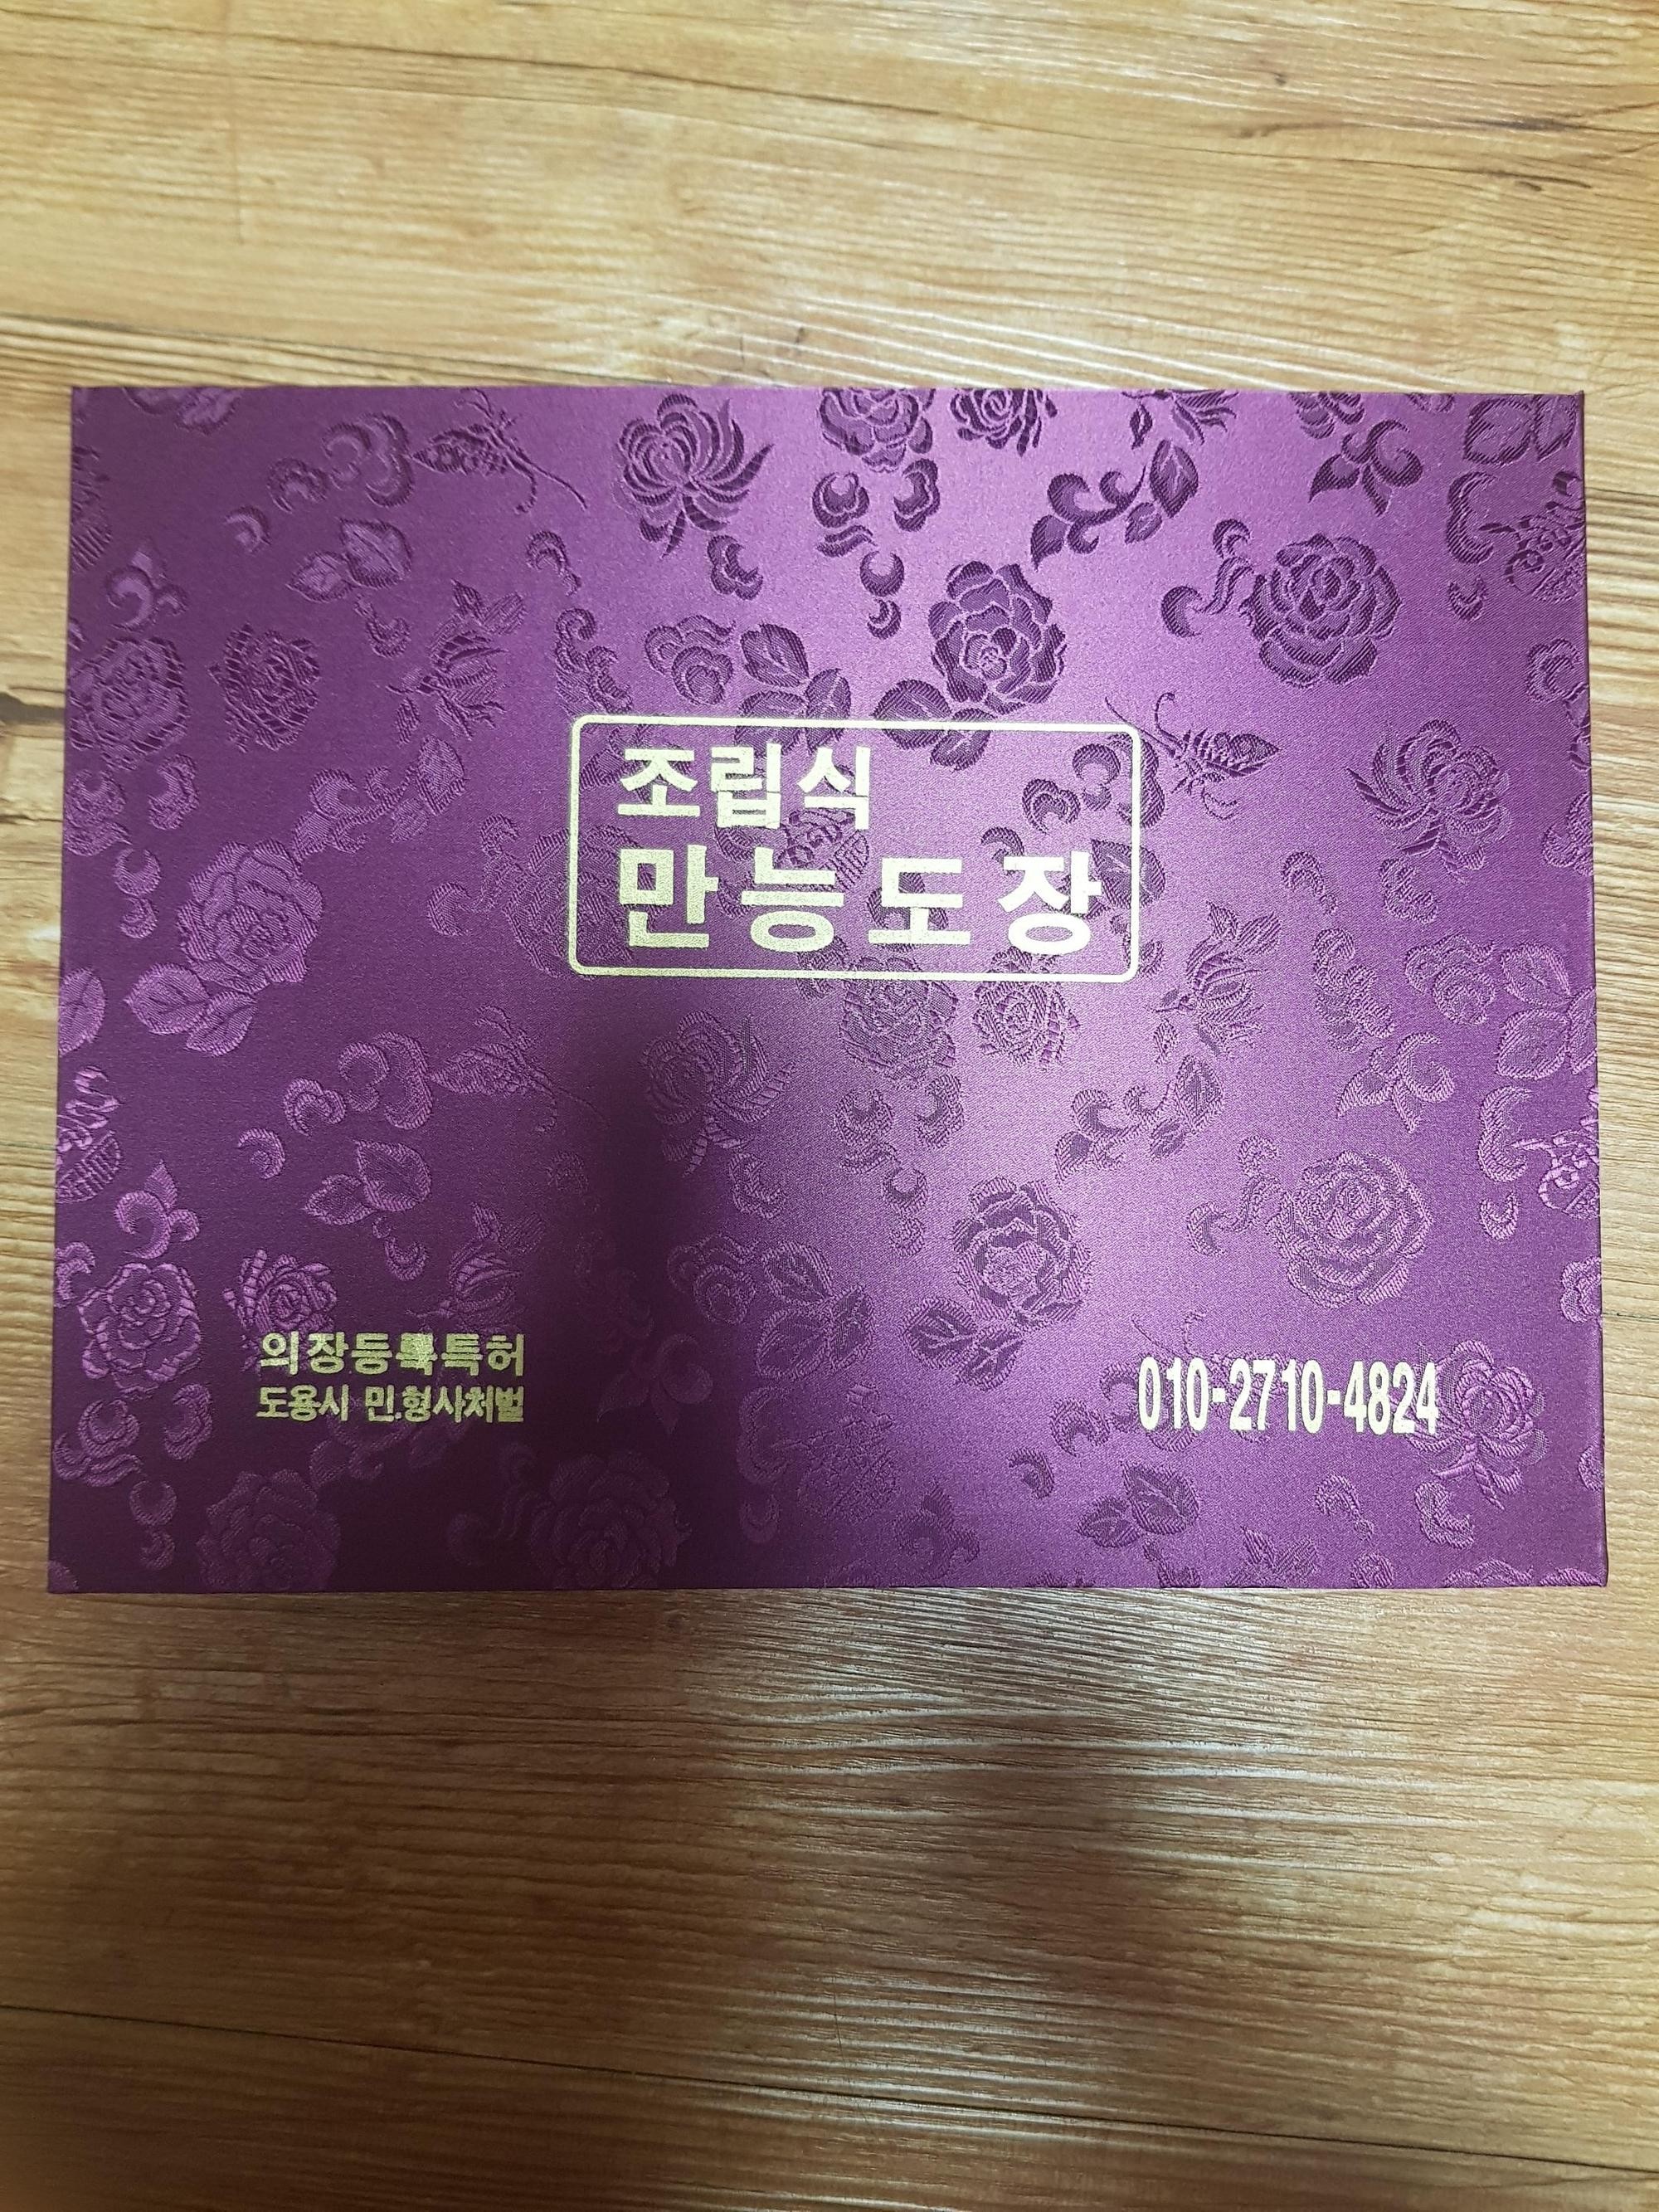 조립식
만능도장
의장등록특허
도용시 민.형사처벌
010-2710-4824